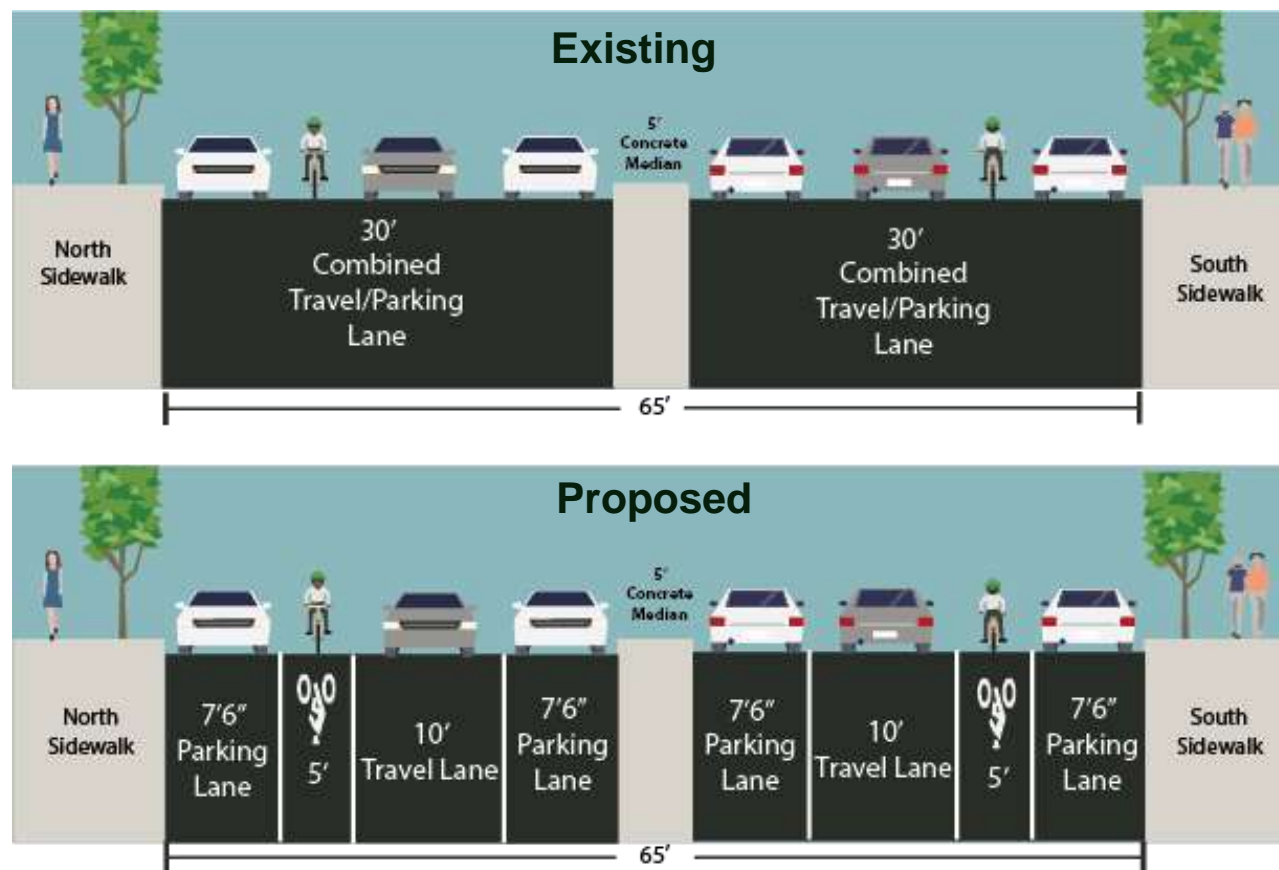 Existing
5'
Concrete
Median
North
Sidewalk
30'
Combined
Travel/Parking
Lane
30'
Combined
Travel/Parking
Lane
South
Sidewalk
65'
Proposed
5'
Concrete
Median
North
Sidewalk
7'6"
Parking
Lane
5'
10'
Travel Lane
7'6"
Parking
Lane
7'6"
Parking
Lane
10'
Travel Lane
5'
7'6"
Parking
Lane
South
Sidewalk
65'